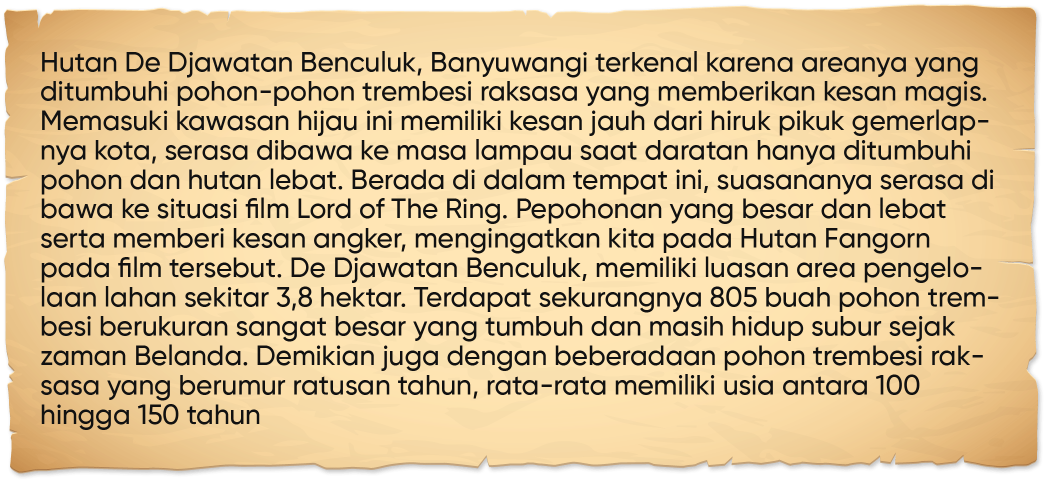 Hutan De Djawatan Benculuk, Banyuwangi terkenal karena areanya yang
ditumbuhi pohon-pohon trembesi raksasa yang memberikan kesan magis.
Memasuki kawasan hijau ini memiliki kesan jauh dari hiruk pikuk gemerlap-
nya kota, serasa dibawa ke masa lampau saat daratan hanya ditumbuhi
pohon dan hutan lebat. Berada di dalam tempat ini, suasananya serasa di
bawa ke situasi film Lord of The Ring. Pepohonan yang besar dan lebat
serta memberi kesan angker, mengingatkan kita pada Hutan Fangorn
pada film tersebut. De Djawatan Benculuk, memiliki luasan area pengelo-
laan lahan sekitar 3,8 hektar. Terdapat sekurangnya 805 buah pohon trem-
besi berukuran sangat besar yang tumbuh dan masih hidup subur sejak
zaman Belanda. Demikian juga dengan beberadaan pohon trembesi rak-
sasa yang berumur ratusan tahun, rata-rata memiliki usia antara 100
hingga 150 tahun